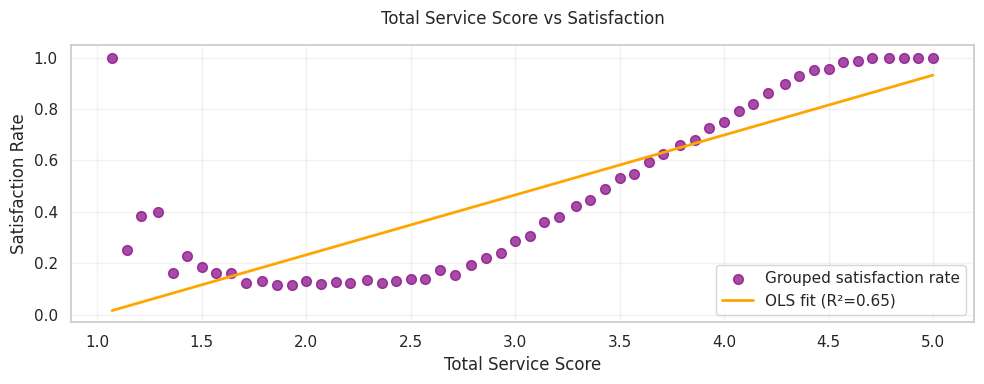 Total Service Score vs Satisfaction
Satisfaction Rate
1.0
0.8
0.6
0.4
0.2
0.0
Grouped satisfaction rate
OLS fit (R²=0.65)
1.0 1.5 2.0 2.5 3.0 3.5 4.0 4.5 5.0
Total Service Score